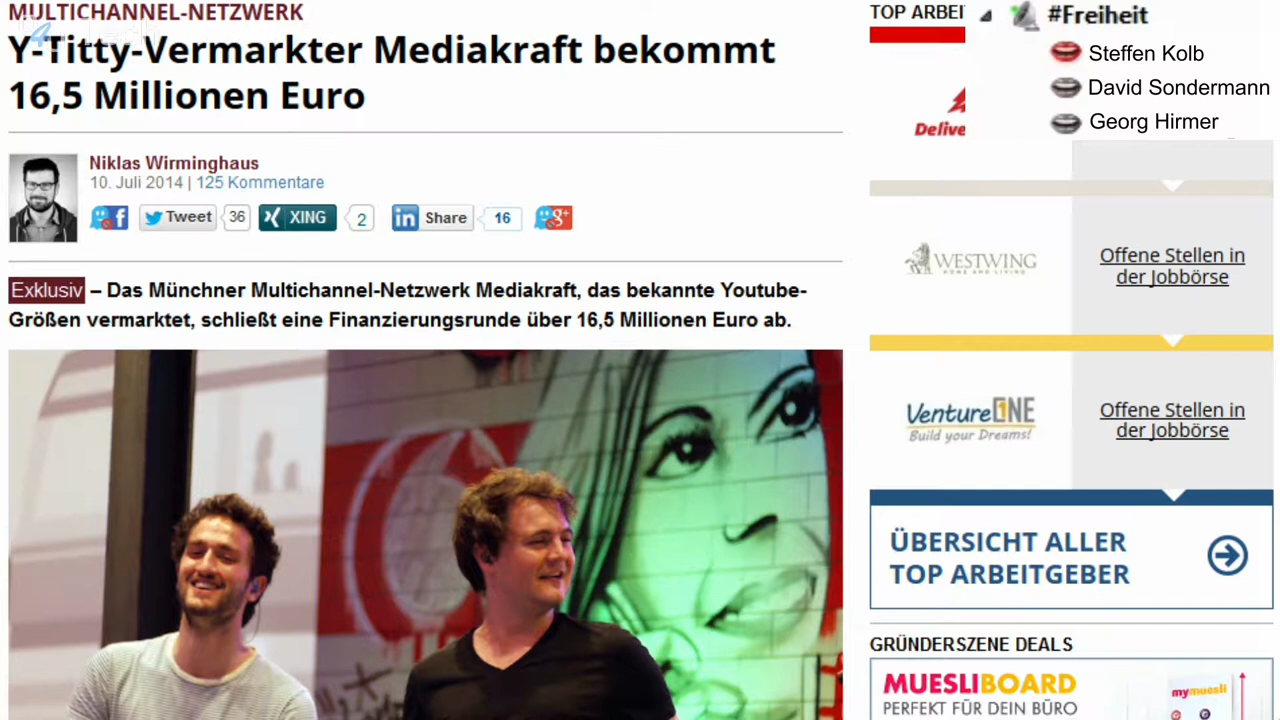 MULTICHANNEL-NETZWERK
Y-Titty-Vermarkter Mediakraft bekommt
16,5 Millionen Euro
Niklas Wirminghaus
10. Juli 2014 | 125 Kommentare
f
Tweet
36
XING
2
in Share
16
g+
Exklusiv – Das Münchner Multichannel-Netzwerk Mediakraft, das bekannte Youtube-
Größen vermarktet, schließt eine Finanzierungsrunde über 16,5 Millionen Euro ab.
TOP ARBEI
#Freiheit
Steffen Kolb
David Sondermann
Georg Hirmer
Delive
WESTWING
HOME AND LIVING
Offene Stellen in
der Jobbörse
VentureONE
Build your Dreams!
Offene Stellen in
der Jobbörse
ÜBERSICHT ALLER
TOP ARBEITGEBER
GRÜNDERSZENE DEALS
MUESLIBOARD
PERFEKT FÜR DEIN BÜRO
mymuesli